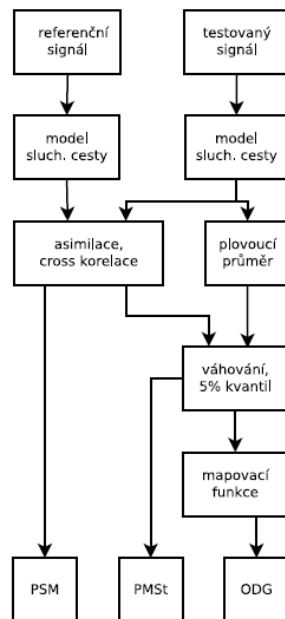 referenční
signál
testovaný
signál
model
sluch. cesty
model
sluch. cesty
asimilace,
cross korelace
plovoucí
průměr
váhování,
5% kvantil
mapovací
funkce
PSM
PMSt
ODG